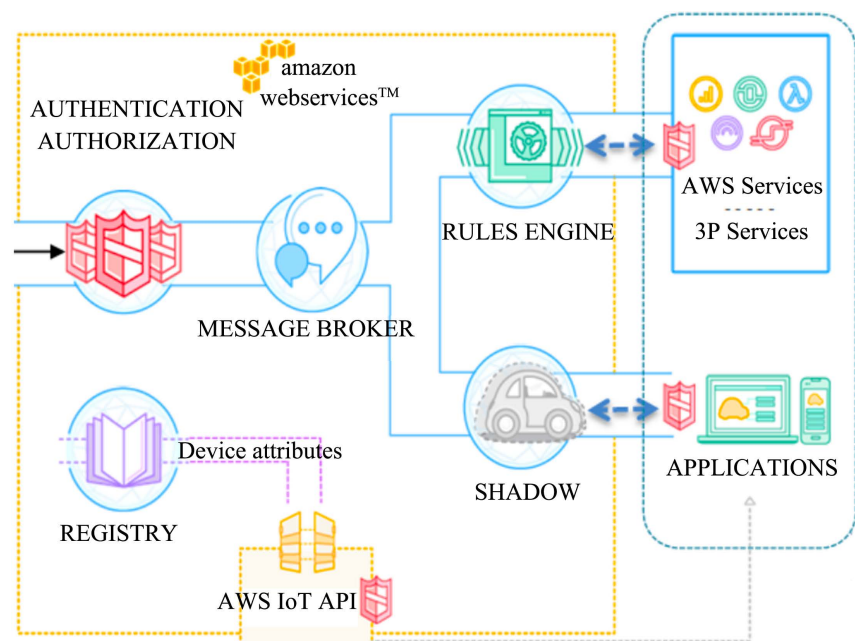 amazon
webservices™
AUTHENTICATION
AUTHORIZATION
RULES ENGINE
AWS Services
3P Services
MESSAGE BROKER
Device attributes
SHADOW
APPLICATIONS
REGISTRY
AWS IoT API